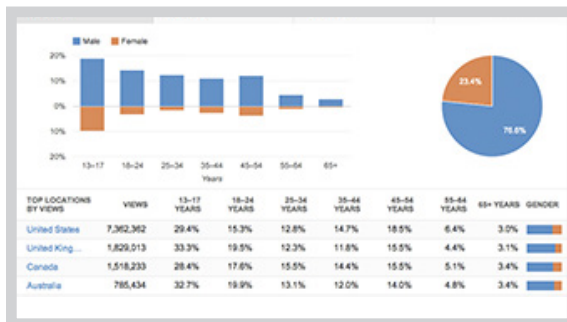 Male Female
20%
10%
0%
10%
20%
23.4%
76.6%
13–17 18–24 25–34 35–44 45–54 55–64 65+
Years
TOP LOCATIONS BY VIEWS VIEWS 13–17 YEARS 18–24 YEARS 25–34 YEARS 35–44 YEARS 45–54 YEARS 55–64 YEARS 65+ YEARS GENDER
United States 7,362,362 29.4% 15.3% 12.8% 14.7% 18.5% 6.4% 3.0%
United King... 1,829,013 33.3% 19.5% 12.3% 11.8% 15.5% 4.4% 3.1%
Canada 1,518,233 28.4% 17.6% 15.5% 14.4% 15.5% 5.1% 3.4%
Australia 785,434 32.7% 19.9% 13.1% 12.0% 14.0% 4.8% 3.4%